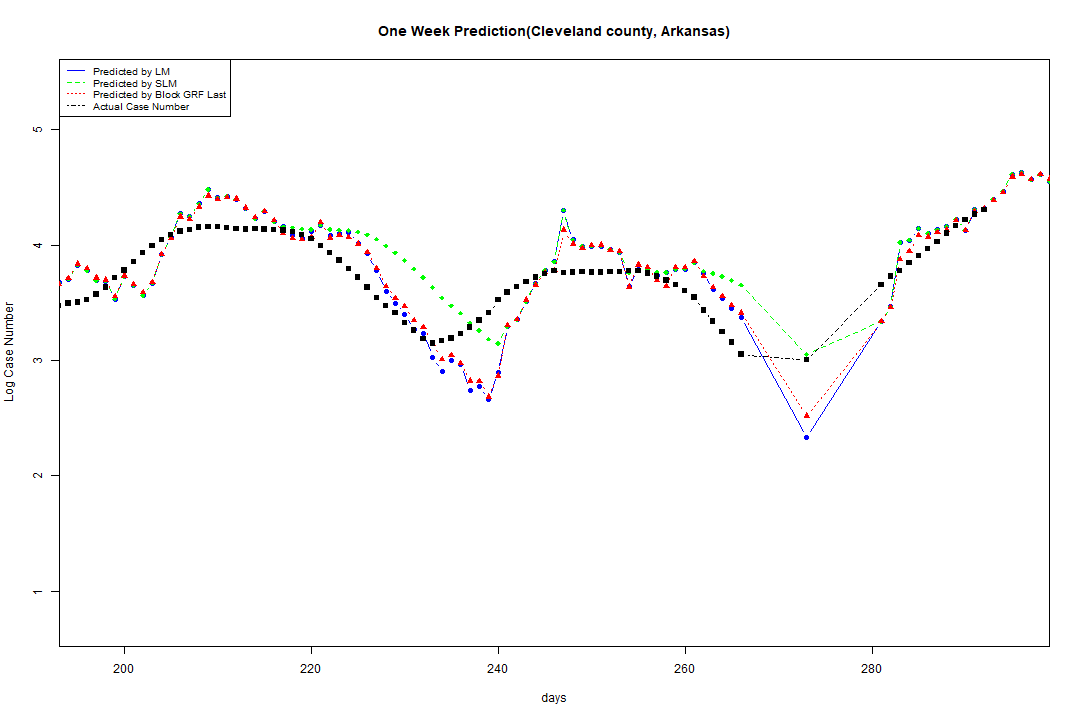 One Week Prediction(Cleveland county, Arkansas)
Predicted by LM
Predicted by SLM
Predicted by Block GRF Last
Actual Case Number
5
4
3
2
1
Log Case Number
200 220 240 260 280
days